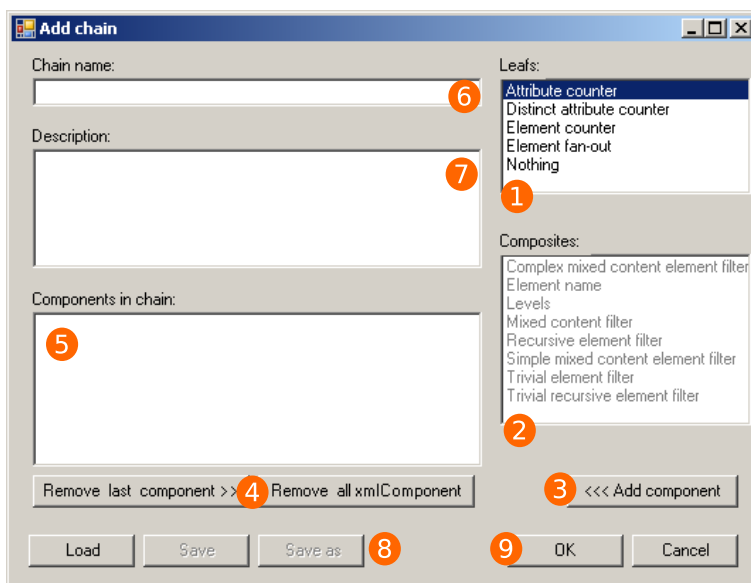 Add chain
Chain name:
6
Description:
7
Components in chain:
5
Remove last component >>
4
Remove all xmlComponent
Load
Save
Save as
8
Leafs:
Attribute counter
Distinct attribute counter
Element counter
Element fan-out
Nothing
1
Composites:
Complex mixed content element filter
Element name
Levels
Mixed content filter
Recursive element filter
Simple mixed content element filter
Trivial element filter
Trivial recursive element filter
2
3
<<< Add component
9
OK
Cancel